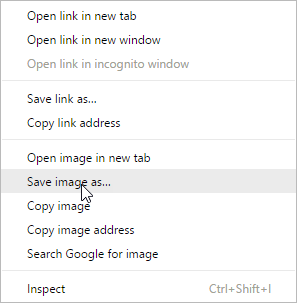 Open link in new tab
Open link in new window
Open link in incognito window
Save link as...
Copy link address
Open image in new tab
Save image as...
Copy image
Copy image address
Search Google for image
Inspect Ctrl+Shift+I